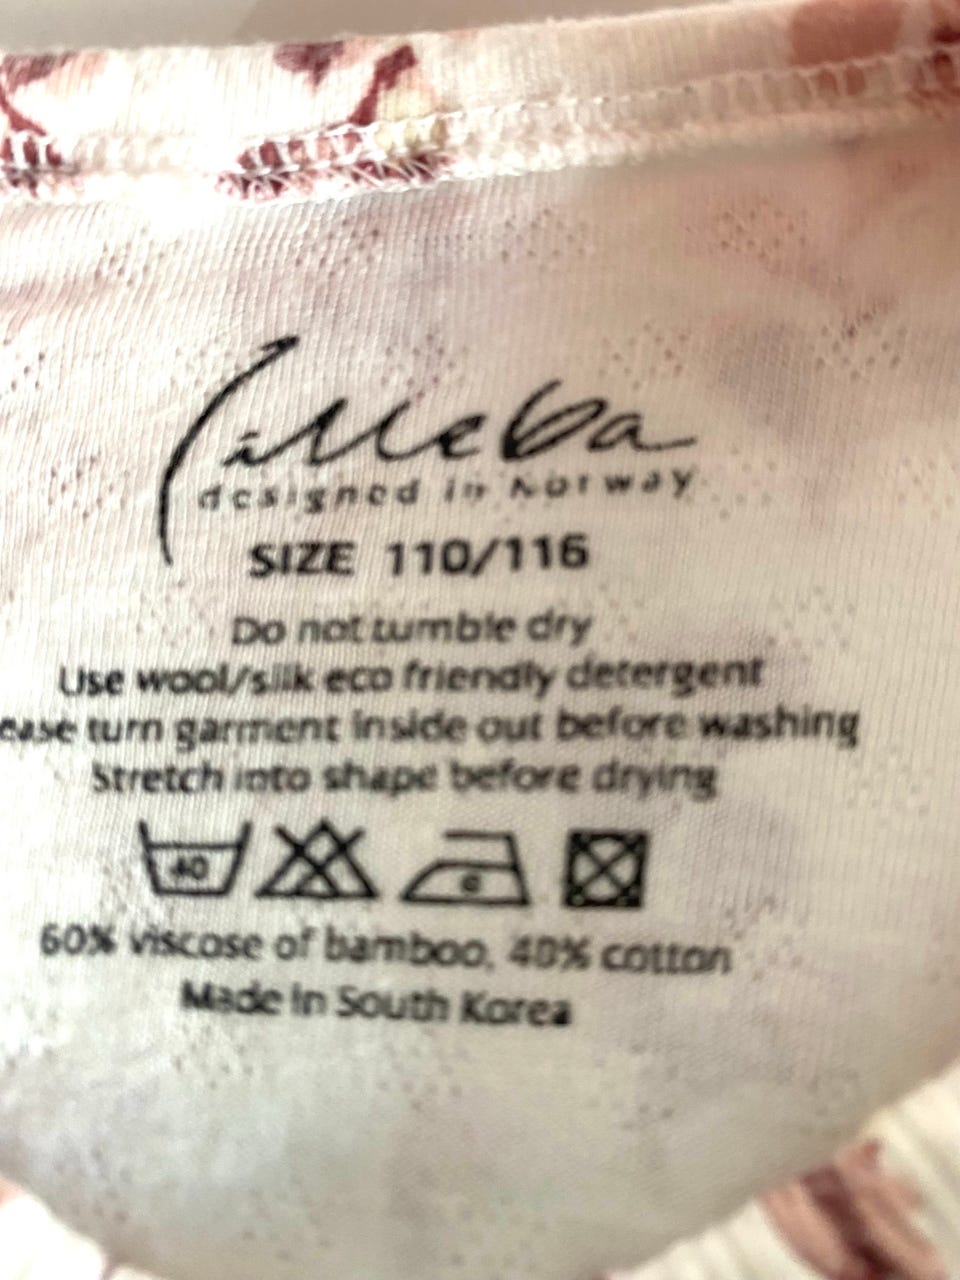 Lilleba
designed in Norway
SIZE 110/116
Do not tumble dry
Use wool/silk eco friendly detergent
ease turn garment inside out before washing
Stretch into shape before drying
40
60% viscose of bamboo, 40% cotton
Made in South Korea